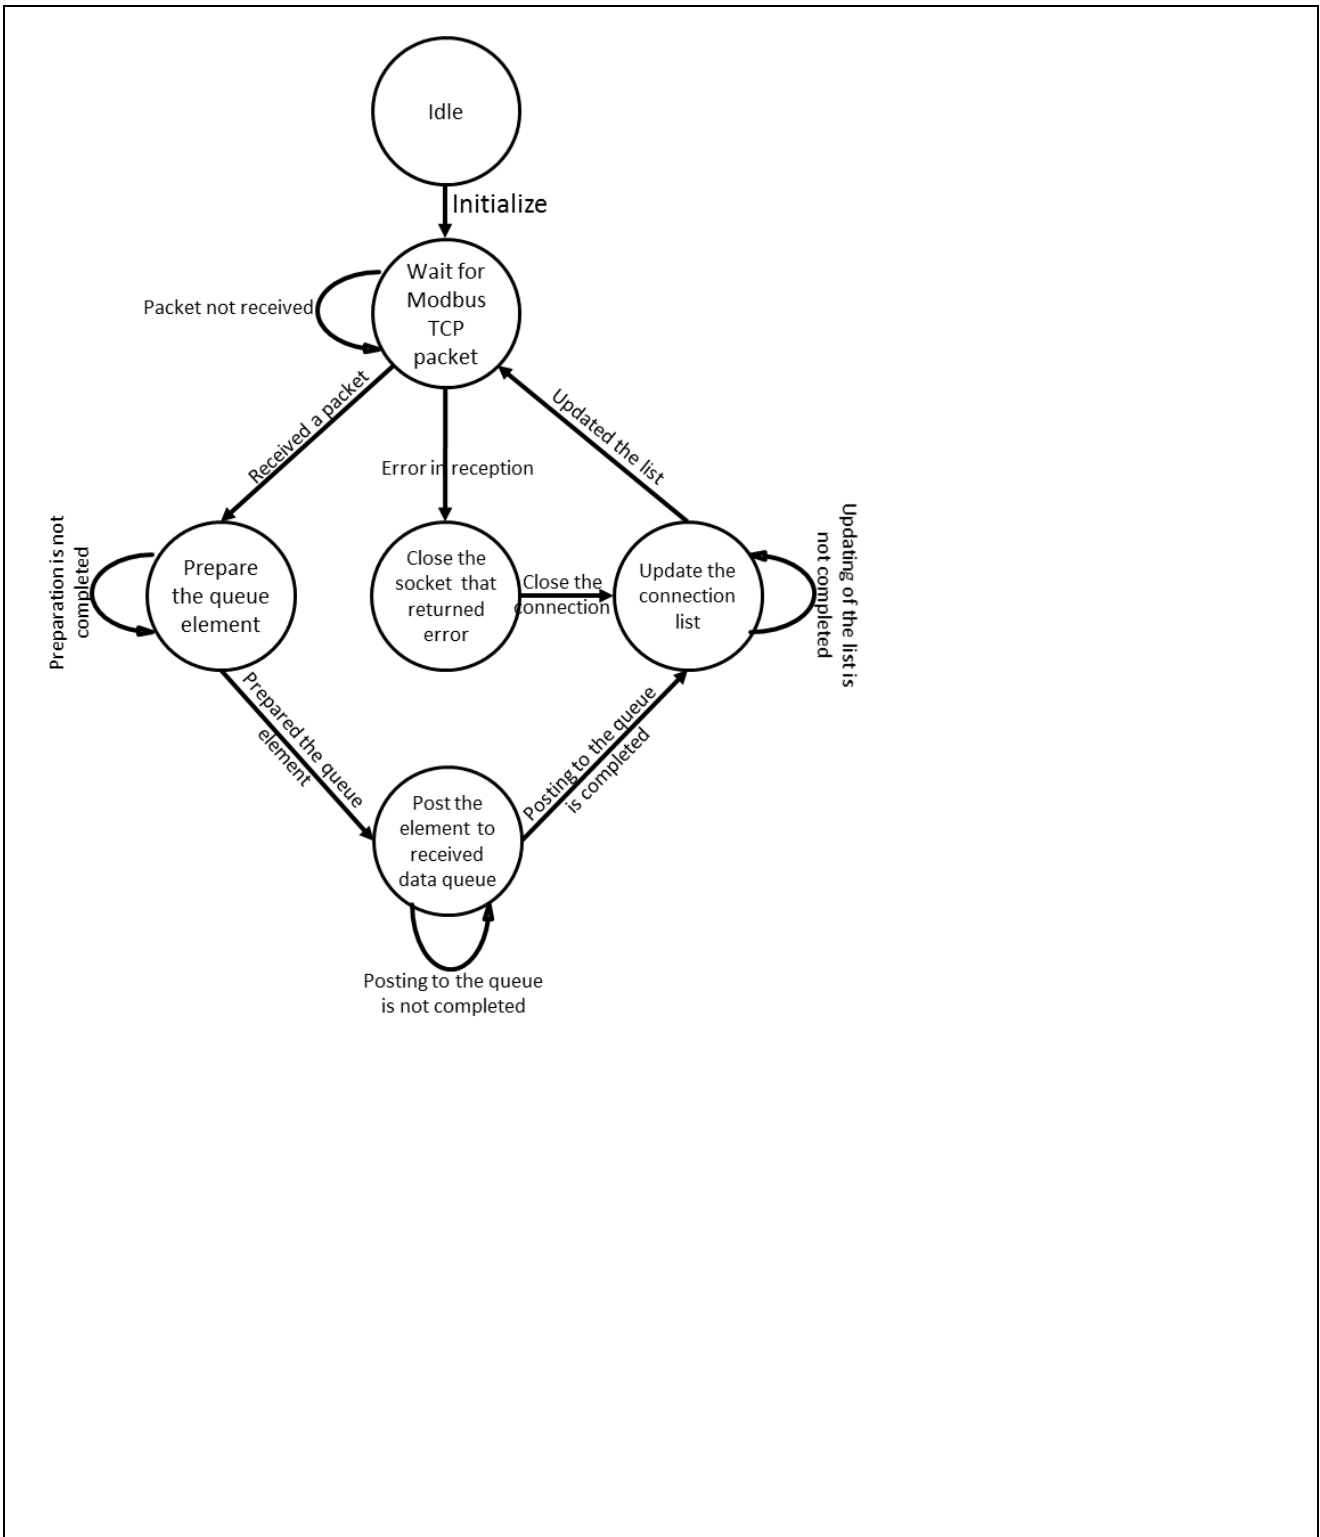 Idle
Initialize
Wait for
Modbus
TCP
packet
Packet not received
Received a packet
Error in reception
Updated the list
Preparation is not
completed
Prepare
the queue
element
Close the
socket that
returned
error
Close the
connection
Update the
connection
list
Updating of the list is
not completed
Prepared the queue
element
Posting to the queue
is completed
Post the
element to
received
data queue
Posting to the queue
is not completed